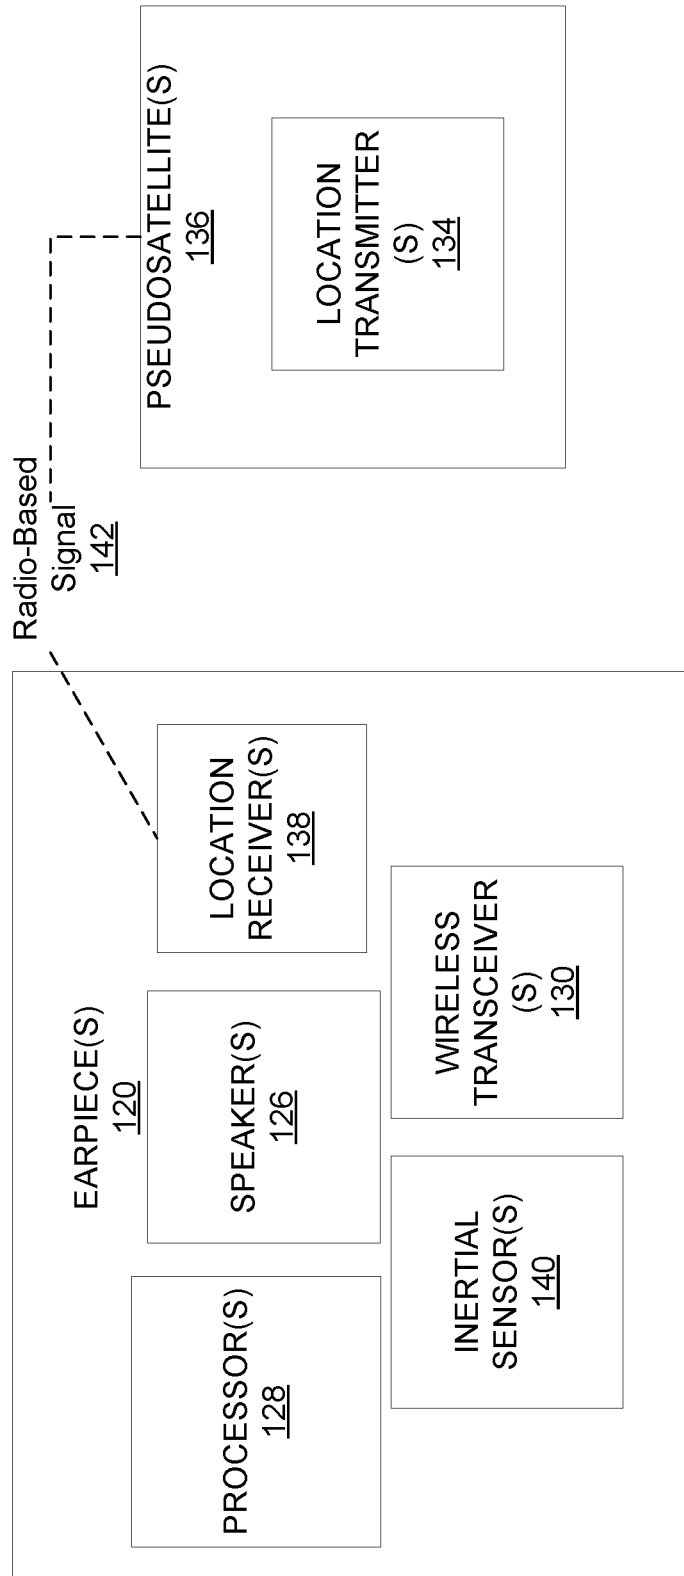 EARPIECE(S)
120
PROCESSOR(S)
128
SPEAKER(S)
126
LOCATION
RECEIVER(S)
138
INERTIAL
SENSOR(S)
140
WIRELESS
TRANSCEIVER
(S)
130
Radio-Based
Signal
142
PSEUDOSATELLITE(S)
136
LOCATION
TRANSMITTER
(S)
134